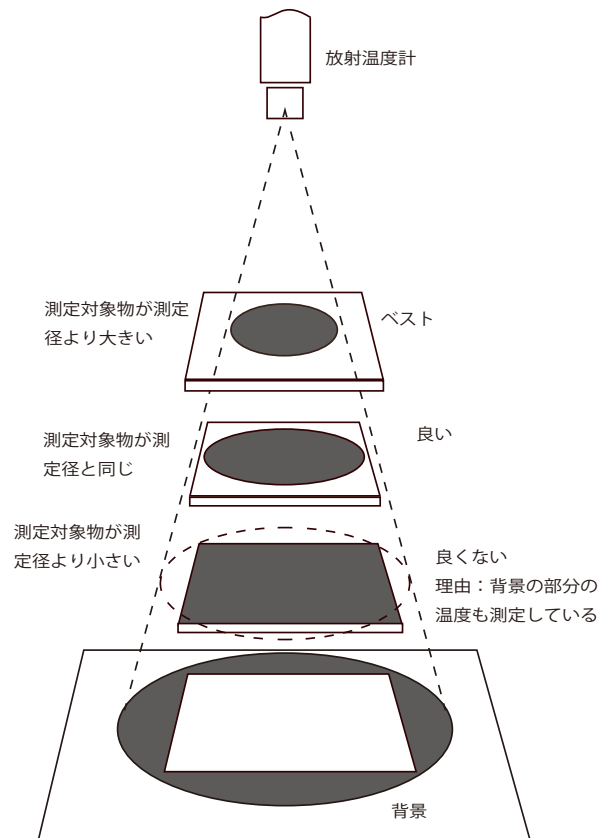 放射温度計
測定対象物が測定
径より大きい
ベスト
測定対象物が測
定径と同じ
良い
測定対象物が測
定径より小さい
良くない
理由：背景の部分の
温度も測定している
背景